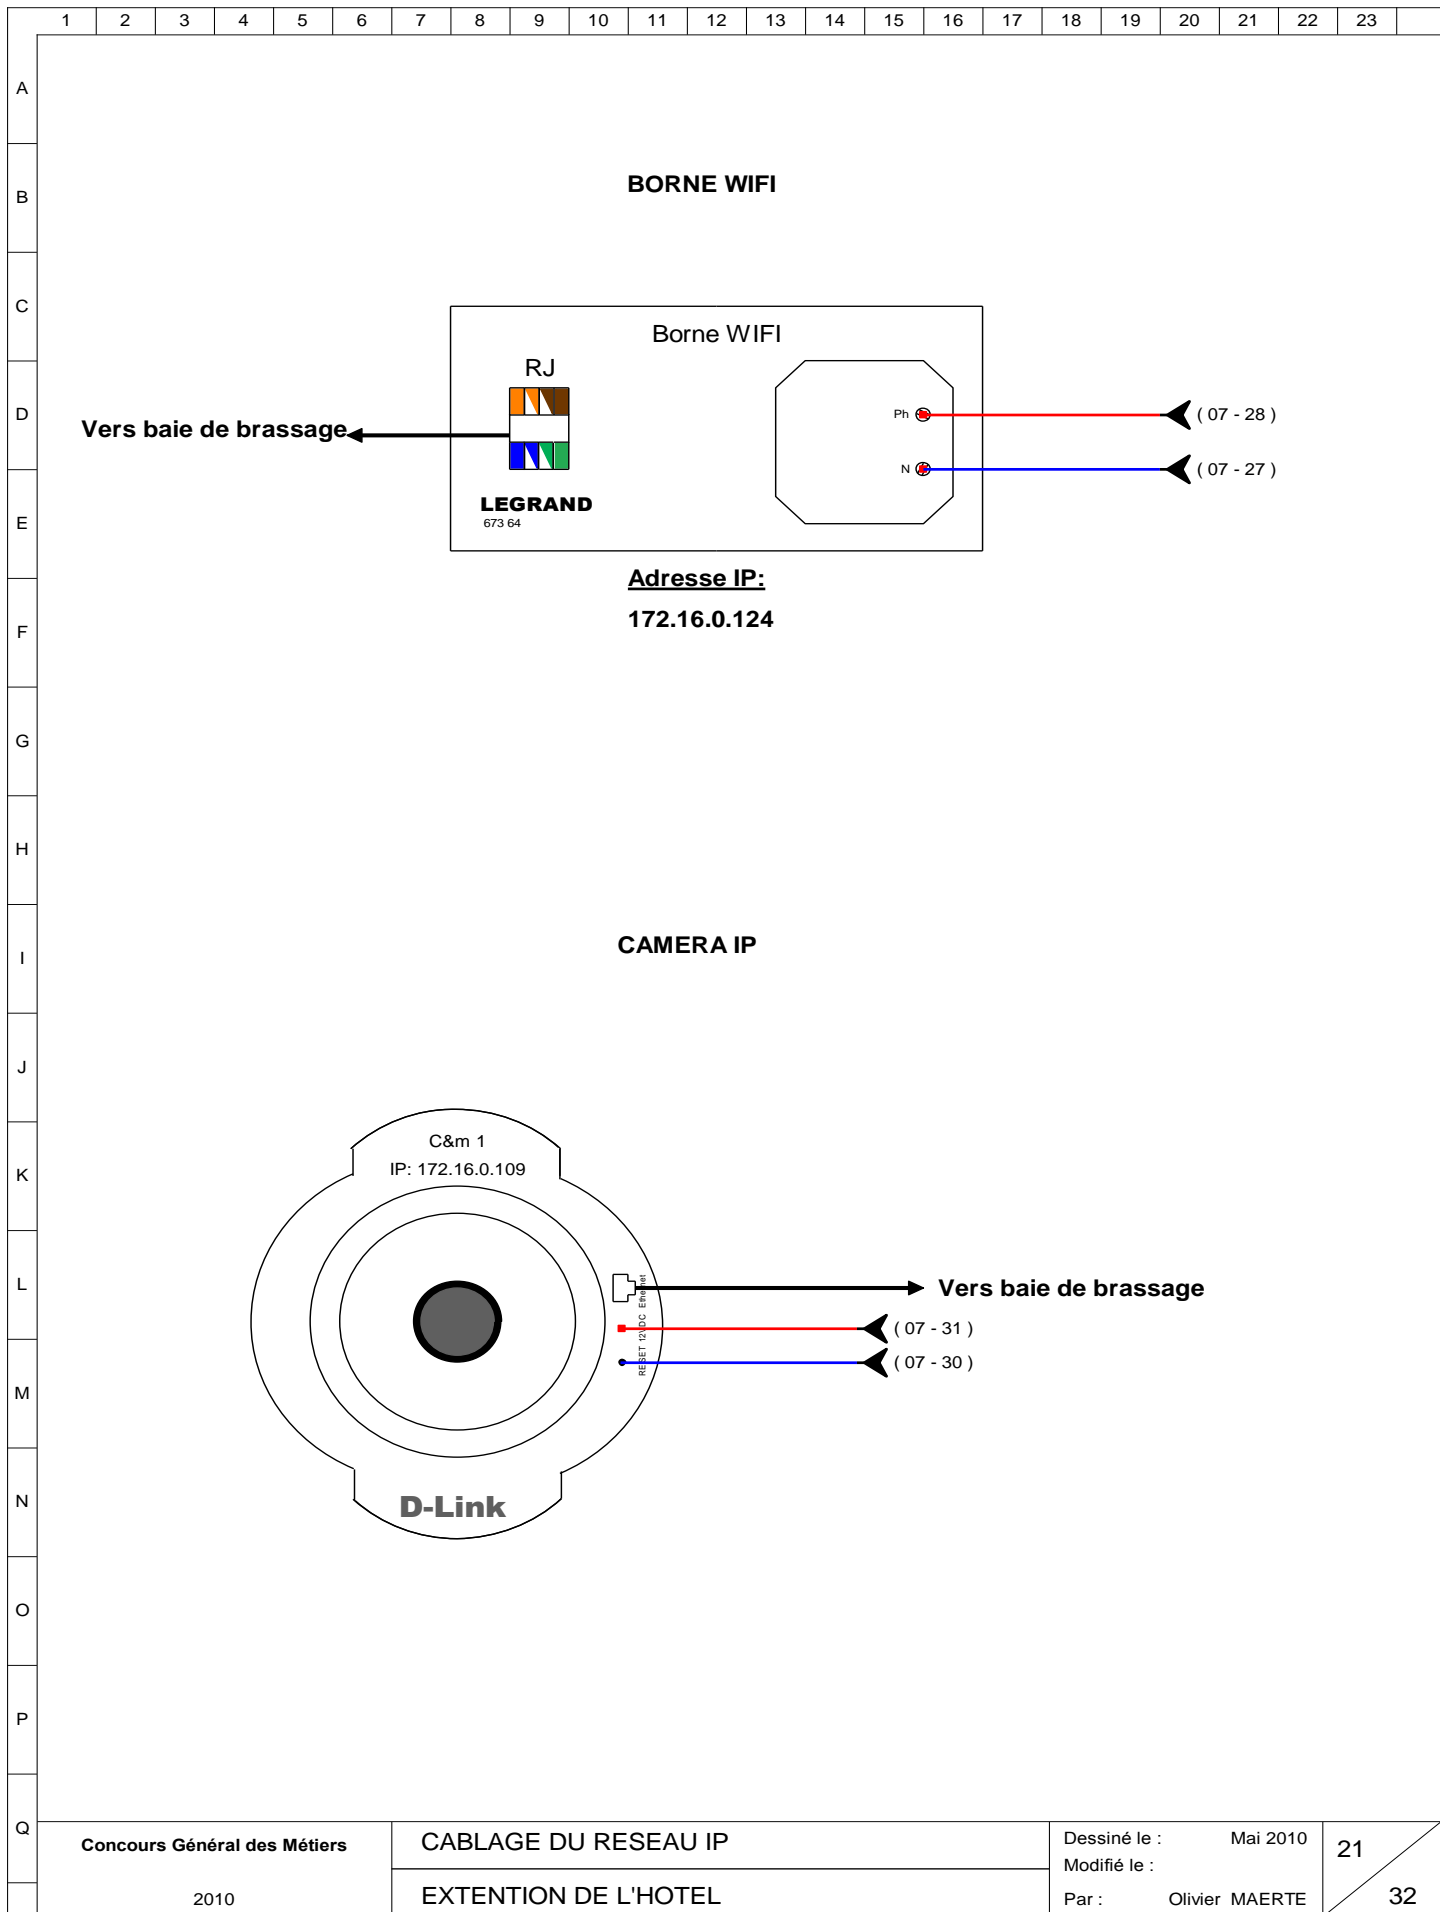 1 2 3 4 5 6 7 8 9 10 11 12 13 14 15 16 17 18 19 20 21 22 23
A
B
BORNE WIFI
C
Borne WIFI
RJ
D
Ph
( 07 - 28 )
Vers baie de brassage
N
( 07 - 27 )
E
LEGRAND
673 64
Adresse IP:
172.16.0.124
F
G
H
I
CAMERA IP
J
C&m 1
K
IP: 172.16.0.109
L
Ethernet
Vers baie de brassage
12VDC
( 07 - 31 )
RESET
( 07 - 30 )
M
N
D-Link
O
P
Q
Concours Général des Métiers
2010
CABLAGE DU RESEAU IP
EXTENTION DE L'HOTEL
Dessiné le : Mai 2010
Modifié le :
Par : Olivier MAERTE
21
32